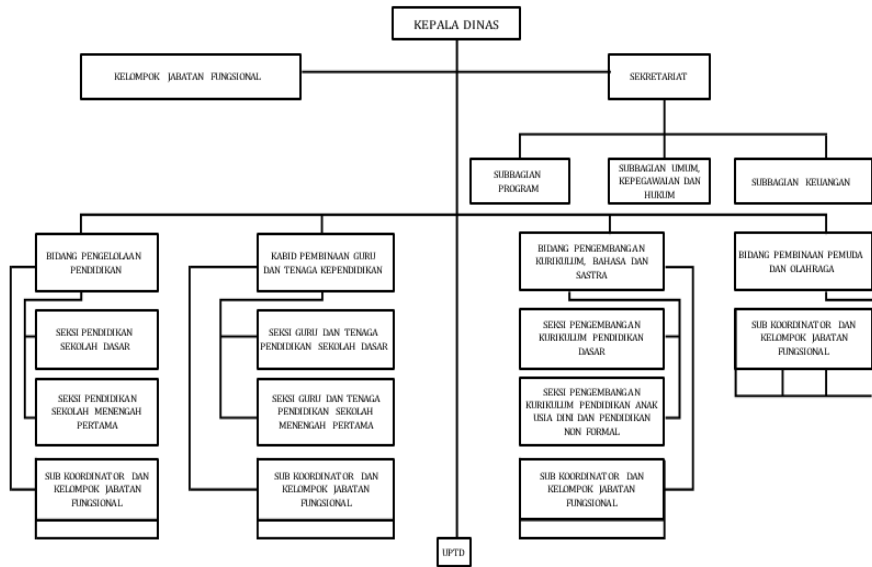 KEPALA DINAS
KELOMPOK JABATAN FUNGSIONAL
SEKRETARIAT
SUBBAGIAN
PROGRAM
SUBBAGIAN UMUM,
KEPEGAWAIAN DAN
HUKUM
SUBBAGIAN KEUANGAN
BIDANG PENGELOLAAN
PENDIDIKAN
KABID PEMBINAAN GURU
DAN TENAGA KEPENDIDIKAN
BIDANG PENGEMBANGAN
KURIKULUM, BAHASA DAN
SASTRA
BIDANG PEMBINAAN PEMUDA
DAN OLAHRAGA
SEKSI PENDIDIKAN
SEKOLAH DASAR
SEKSI GURU DAN TENAGA
PENDIDIKAN SEKOLAH DASAR
SEKSI PENGEMBANGAN
KURIKULUM PENDIDIKAN
DASAR
SUB KOORDINATOR DAN
KELOMPOK JABATAN
FUNGSIONAL
SEKSI PENDIDIKAN
SEKOLAH MENENGAH
PERTAMA
SEKSI GURU DAN TENAGA
PENDIDIKAN SEKOLAH
MENENGAH PERTAMA
SEKSI PENGEMBANGAN
KURIKULUM PENDIDIKAN ANAK
USIA DINI DAN PENDIDIKAN
NON FORMAL
SUB KOORDINATOR DAN
KELOMPOK JABATAN
FUNGSIONAL
SUB KOORDINATOR DAN
KELOMPOK JABATAN
FUNGSIONAL
SUB KOORDINATOR DAN
KELOMPOK JABATAN
FUNGSIONAL
UPTD